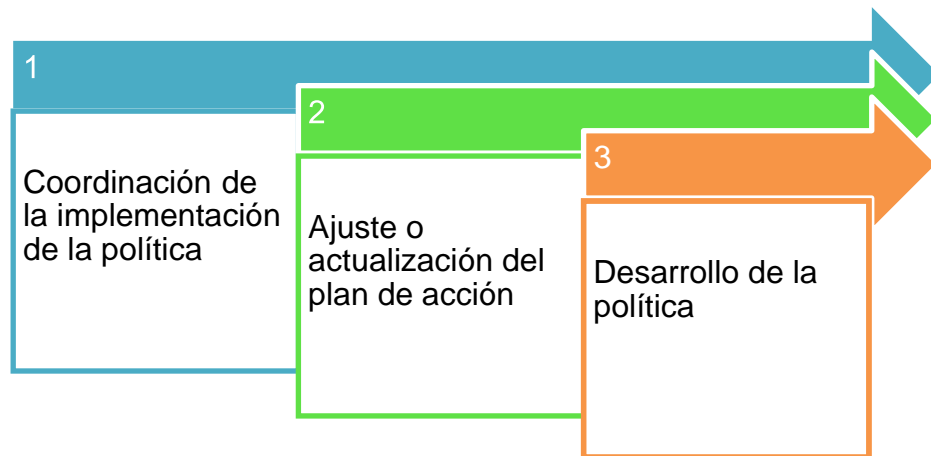 1
Coordinación de
la implementación
de la política
2
Ajuste o
actualización del
plan de acción
3
Desarrollo de la
política